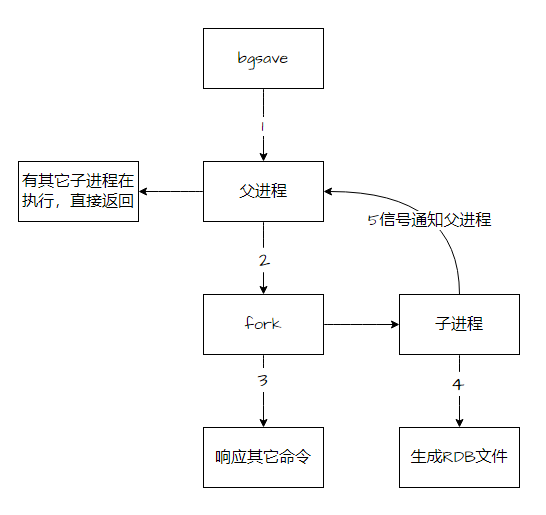 bgsave
1
有其它子进程在
执行，直接返回
父进程
5信号通知父进程
2
fork
子进程
3
4
响应其它命令
生成RDB文件